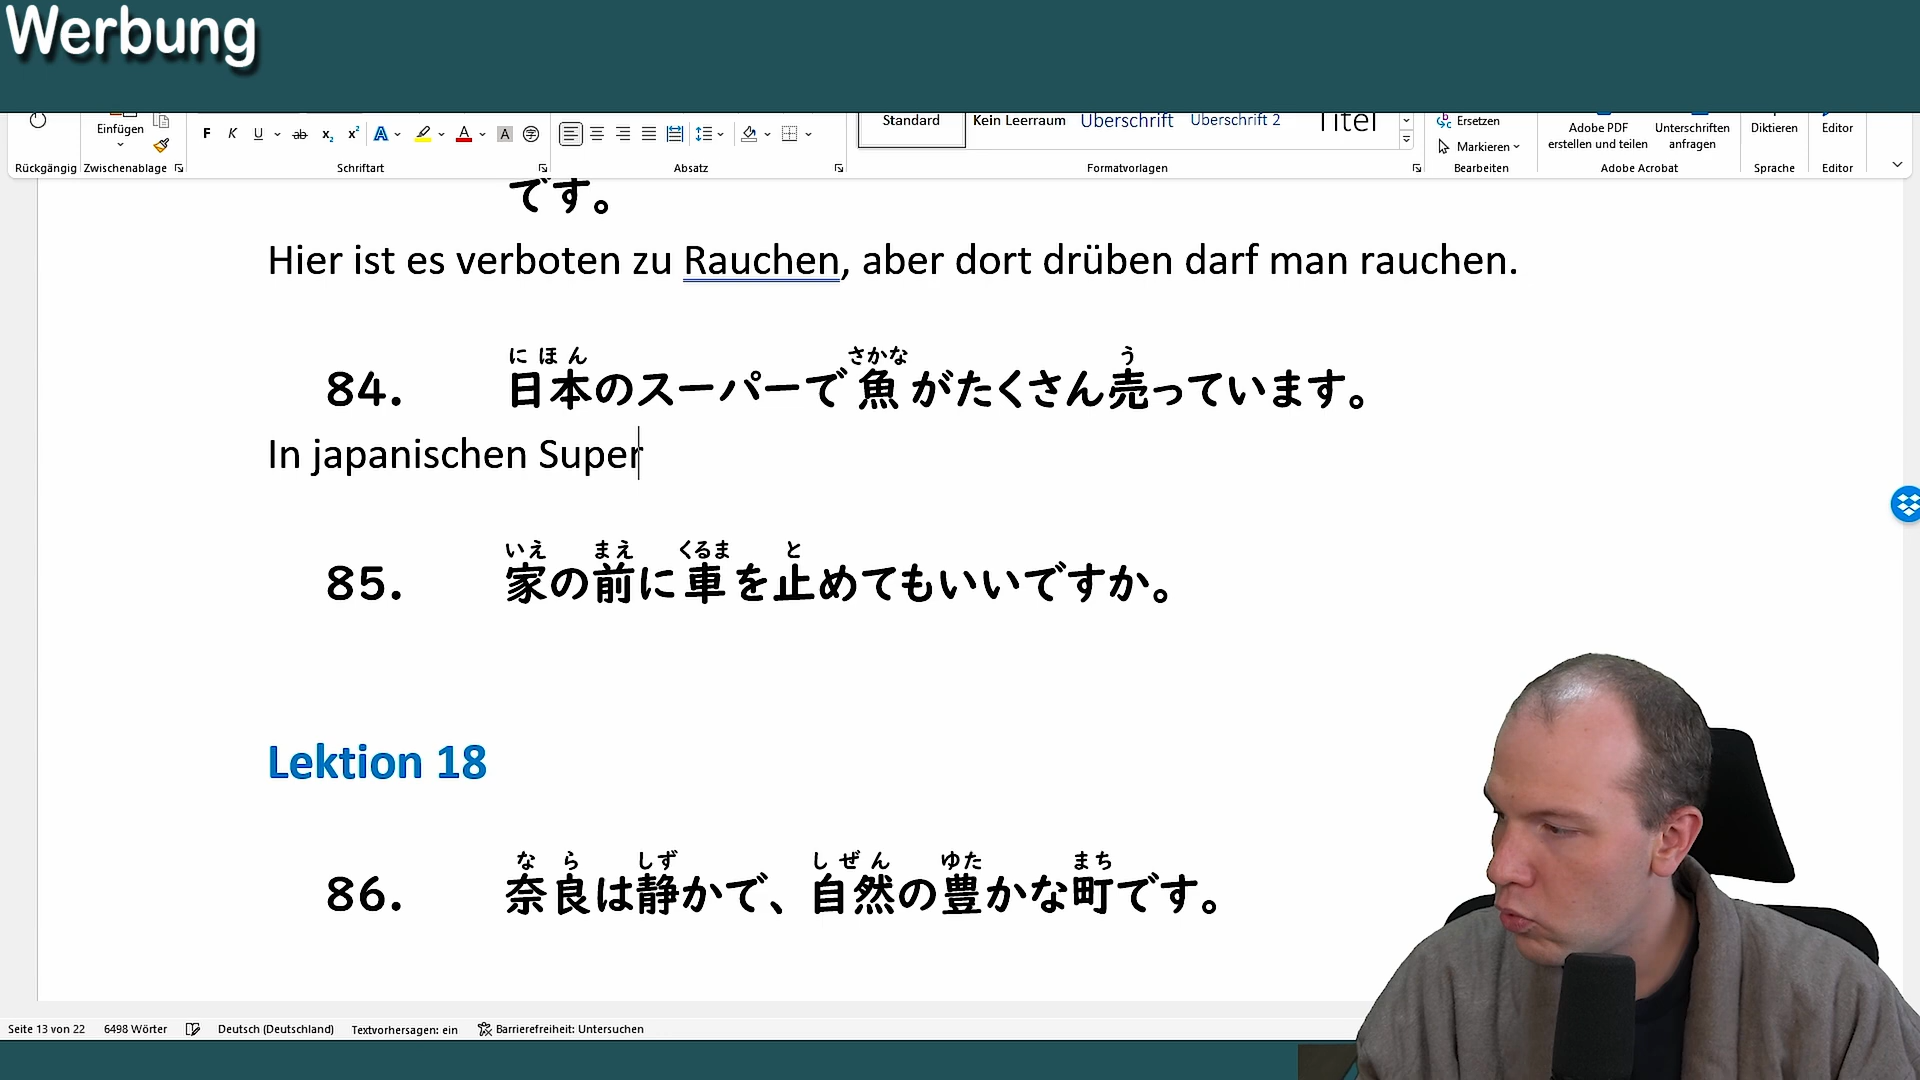 Werbung
Einfügen
Rückgängig
Zwischenablage
F K U ab x₂ x² A A A 字
Schriftart
Absatz
Standard
Kein Leerraum
Überschrift
Überschrift 2
Titel
Formatvorlagen
Ersetzen
Markieren
Bearbeiten
Adobe PDF
erstellen und teilen
Unterschriften
anfragen
Adobe Acrobat
Diktieren
Sprache
Editor
Editor
です。
Hier ist es verboten zu Rauchen, aber dort drüben darf man rauchen.
にほん さかな う
84. 日本のスーパーで魚がたくさん売っています。
In japanischen Super
いえ まえ くるま と
85. 家の前に車を止めてもいいですか。
Lektion 18
なら しず しぜん ゆた まち
86. 奈良は静かで、自然の豊かな町です。
Seite 13 von 22 6498 Wörter Deutsch (Deutschland) Textvorhersagen: ein Barrierefreiheit: Untersuchen